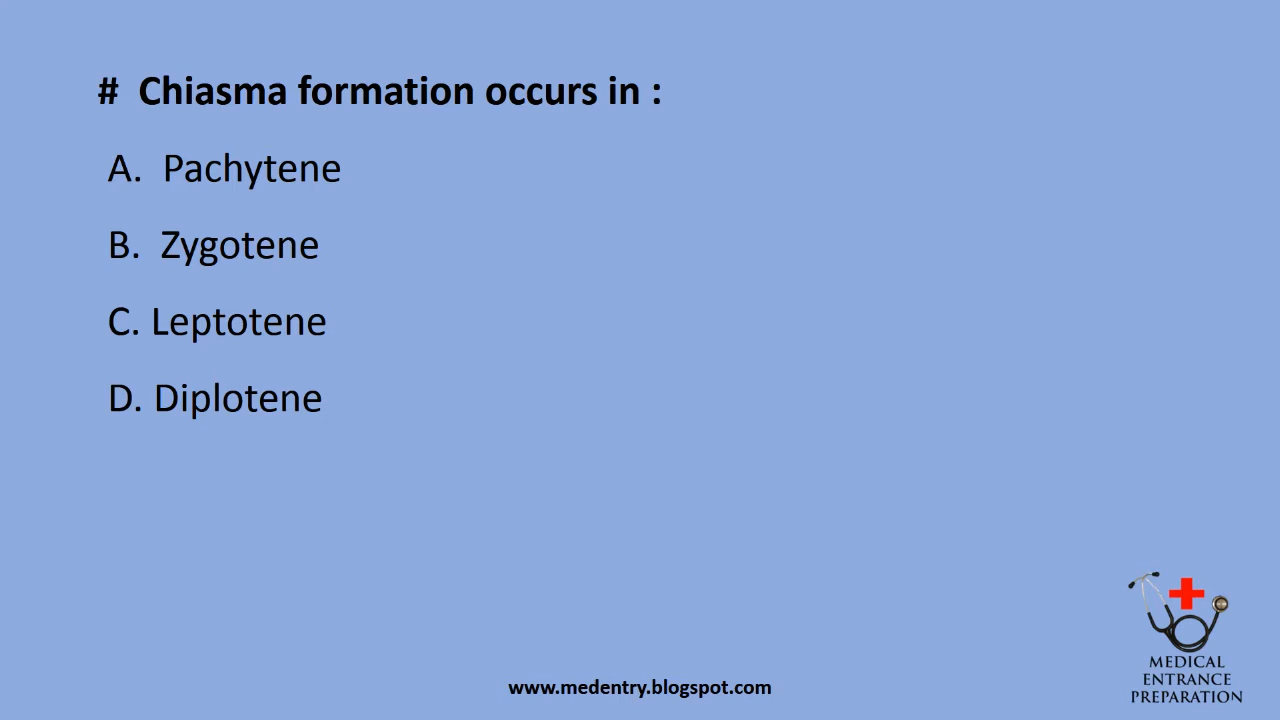 # Chiasma formation occurs in :
A. Pachytene
B. Zygotene
C. Leptotene
D. Diplotene
MEDICAL
ENTRANCE
PREPARATION
www.medentry.blogspot.com